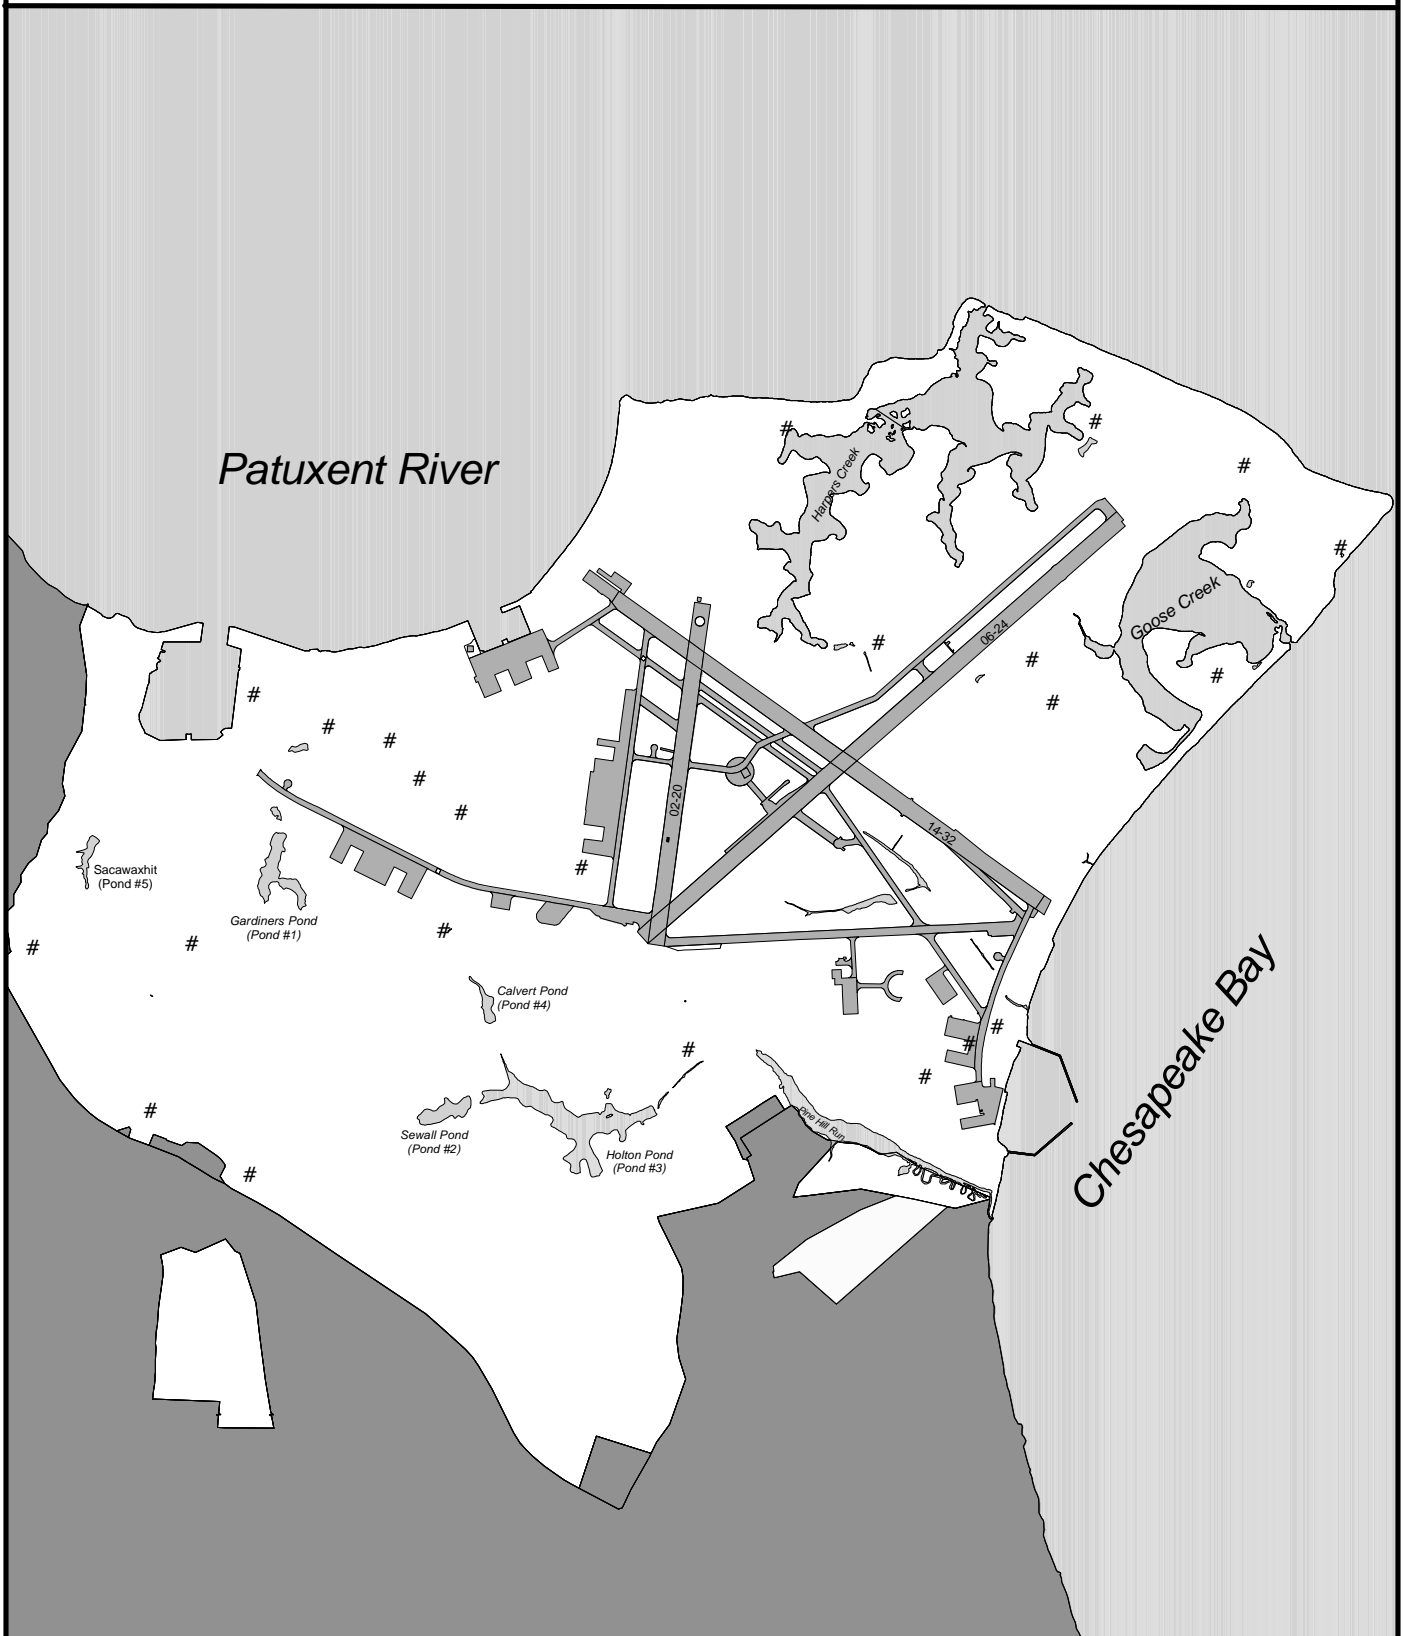 #
#
Harpers Creek
#
Patuxent River
#
Goose Creek
#
06-24
#
#
#
#
#
#
#
02-20
#
14-32
#
Sacawaxhit
(Pond #5)
Gardiners Pond
(Pond #1)
#
#
#
Calvert Pond
(Pond #4)
Chesapeake Bay
#
#
#
#
#
Pine Hill Run
Sewall Pond
(Pond #2)
Holton Pond
(Pond #3)
#